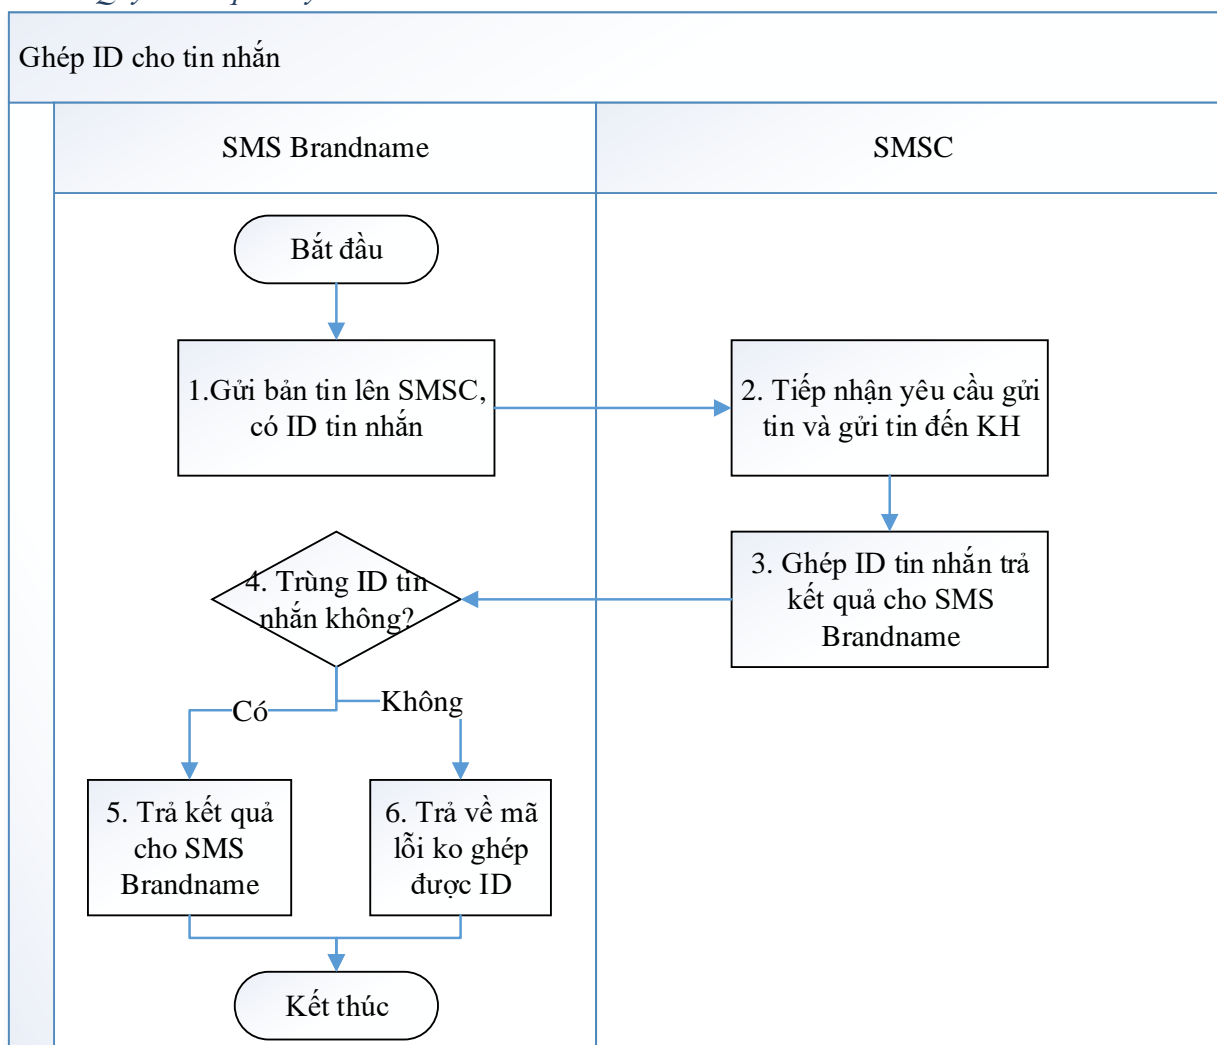 Ghép ID cho tin nhắn
SMS Brandname
SMSC
Bắt đầu
1.Gửi bản tin lên SMSC,
có ID tin nhắn
2. Tiếp nhận yêu cầu gửi
tin và gửi tin đến KH
3. Ghép ID tin nhắn trả
kết quả cho SMS
Brandname
4. Trùng ID tin
nhắn không?
Có
Không
5. Trả kết quả
cho SMS
Brandname
6. Trả về mã
lỗi ko ghép
được ID
Kết thúc